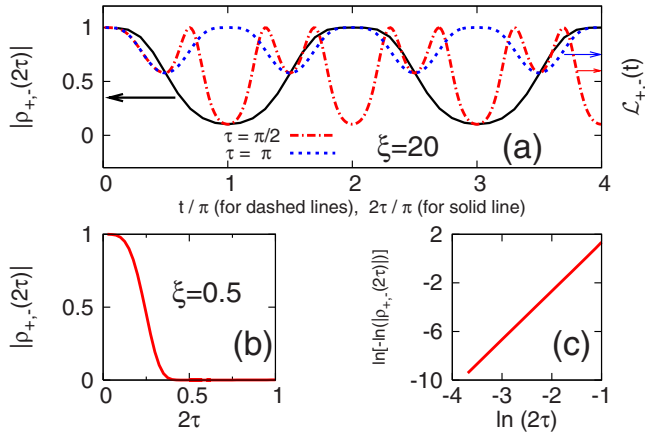 1
0.5
0
|ρ+,-(2τ)|
ℒ+,-(t)
τ = π/2
τ = π
ξ=20
(a)
0 1 2 3 4
t / π (for dashed lines), 2τ / π (for solid line)
1
0.5
0
|ρ+,-(2τ)|
ξ=0.5
(b)
0 0.5 1
2τ
2
-2
-6
-10
ln[-ln(|ρ+,-(2τ)|)]
(c)
-4 -3 -2 -1
ln (2τ)